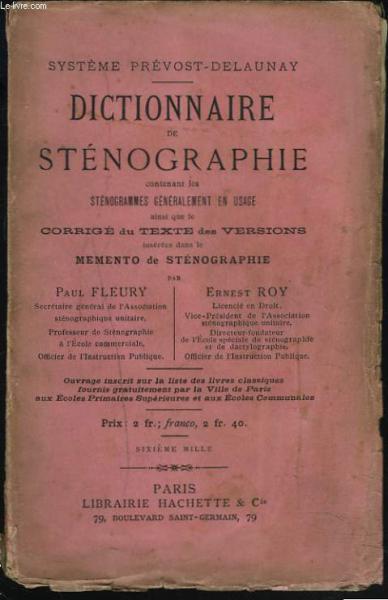 Le-livre.com
SYSTÈME PRÉVOST-DELAUNAY
DICTIONNAIRE
DE
STÉNOGRAPHIE
contenant les
STÉNOGRAMMES GÉNÉRALEMENT EN USAGE
ainsi que le
CORRIGÉ du TEXTE des VERSIONS
insérées dans le
MEMENTO de STÉNOGRAPHIE
PAR
PAUL FLEURY
Secrétaire général de l'Association
sténographique unitaire,
Professeur de Sténographie
à l'École commerciale,
Officier de l'Instruction Publique.
ERNEST ROY
Licencié en Droit,
Vice-Président de l'Association
sténographique unitaire,
Directeur-fondateur
de l'École spéciale de sténographie
et de dactylographie,
Officier de l'Instruction Publique.
Ouvrage inscrit sur la liste des livres classiques
fournis gratuitement par la Ville de Paris
aux Écoles Primaires Supérieures et aux Écoles Communales
Prix : 2 fr.; franco, 2 fr. 40.
SIXIÈME MILLE
PARIS
LIBRAIRIE HACHETTE & Cie
79, BOULEVARD SAINT-GERMAIN, 79